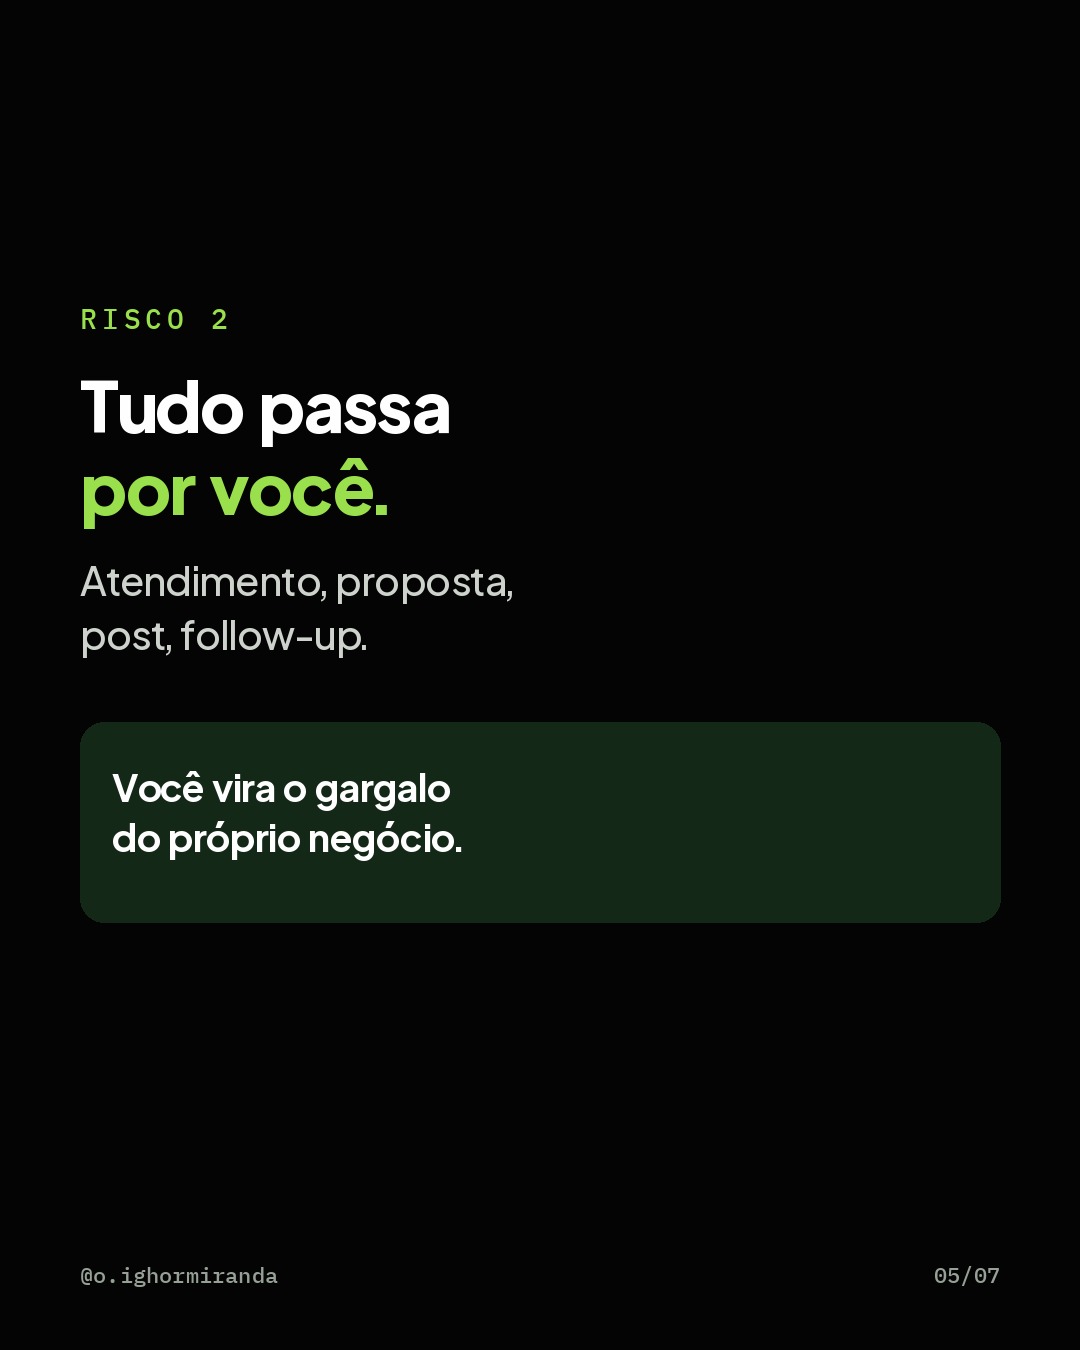 RISCO 2
Tudo passa
por você.
Atendimento, proposta,
post, follow-up.
Você vira o gargalo
do próprio negócio.
@o.ighormiranda
05/07